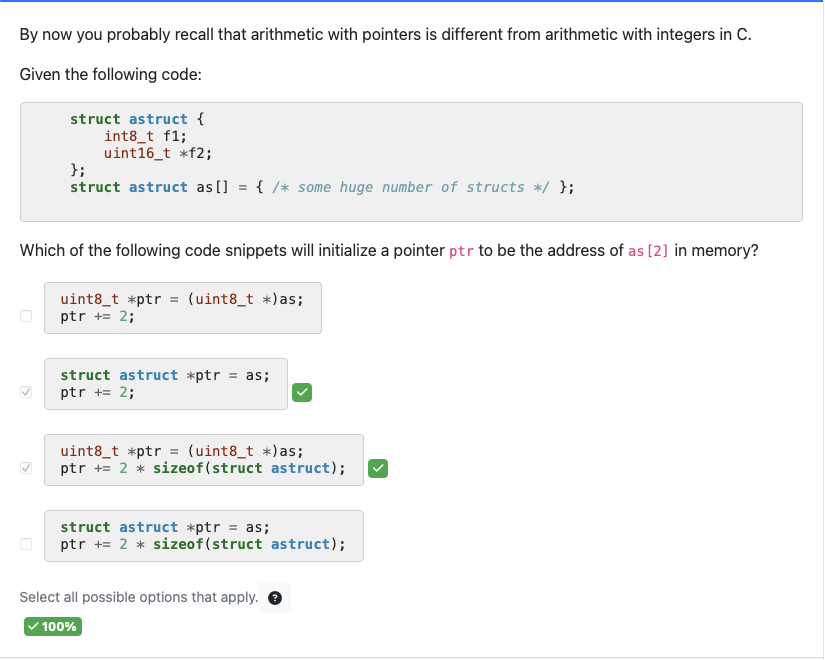 By now you probably recall that arithmetic with pointers is different from arithmetic with integers in C.
Given the following code:
struct astruct {
    int8_t f1;
    uint16_t *f2;
};
struct astruct as[] = { /* some huge number of structs */ };
Which of the following code snippets will initialize a pointer ptr to be the address of as[2] in memory?
uint8_t *ptr = (uint8_t *)as;
ptr += 2;
struct astruct *ptr = as;
ptr += 2;
uint8_t *ptr = (uint8_t *)as;
ptr += 2 * sizeof(struct astruct);
struct astruct *ptr = as;
ptr += 2 * sizeof(struct astruct);
Select all possible options that apply. ?
100%